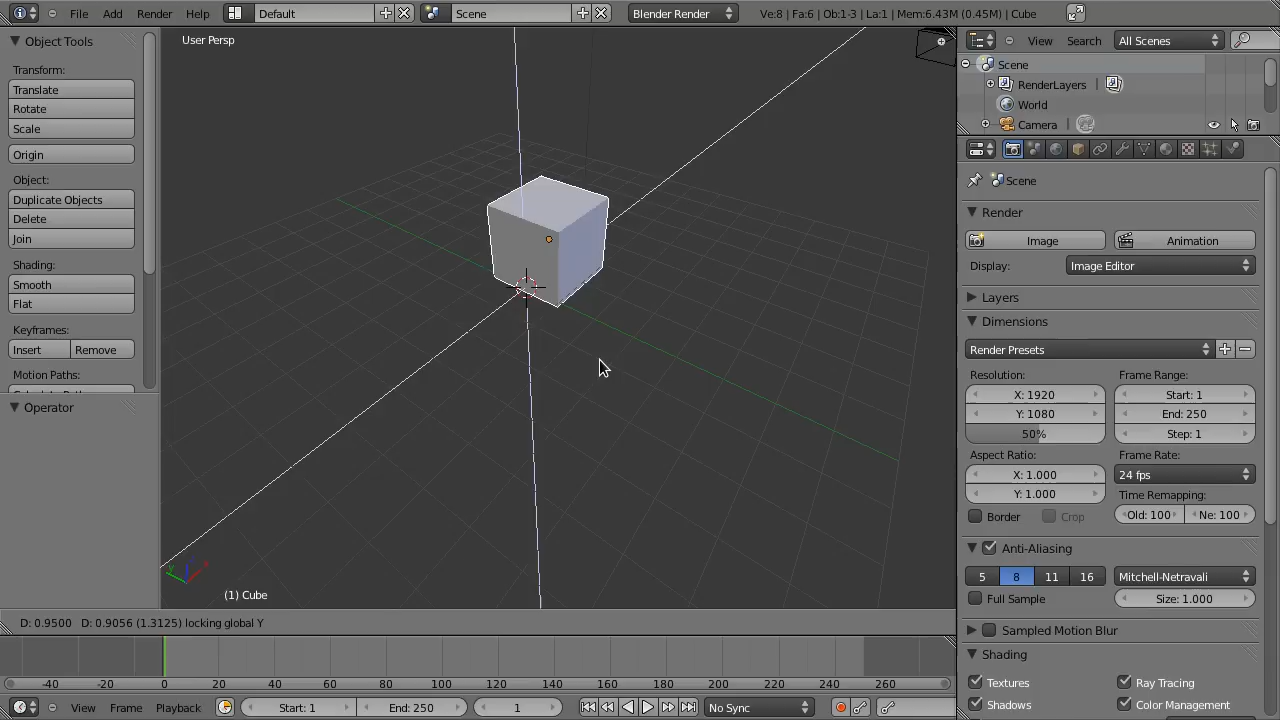 File Add Render Help Default Scene Blender Render Ve:8 | Fa:6 | Ob:1-3 | La:1 | Mem:6.43M (0.45M) | Cube
Object Tools
Transform:
Translate
Rotate
Scale
Origin
Object:
Duplicate Objects
Delete
Join
Shading:
Smooth
Flat
Keyframes:
Insert Remove
Motion Paths:
Operator
User Persp
(1) Cube
D: 0.9500 D: 0.9056 (1.3125) locking global Y
View Search All Scenes
Scene
RenderLayers
World
Camera
Scene
Render
Image Animation
Display: Image Editor
Layers
Dimensions
Render Presets
Resolution: Frame Range:
X: 1920 Start: 1
Y: 1080 End: 250
50% Step: 1
Aspect Ratio: Frame Rate:
X: 1.000 24 fps
Y: 1.000 Time Remapping:
Border Crop Old: 100 Ne: 100
Anti-Aliasing
5 8 11 16 Mitchell-Netravali
Full Sample Size: 1.000
Sampled Motion Blur
Shading
Textures Ray Tracing
Shadows Color Management
-40 -20 0 20 40 60 80 100 120 140 160 180 200 220 240 260
View Frame Playback Start: 1 End: 250 1 No Sync